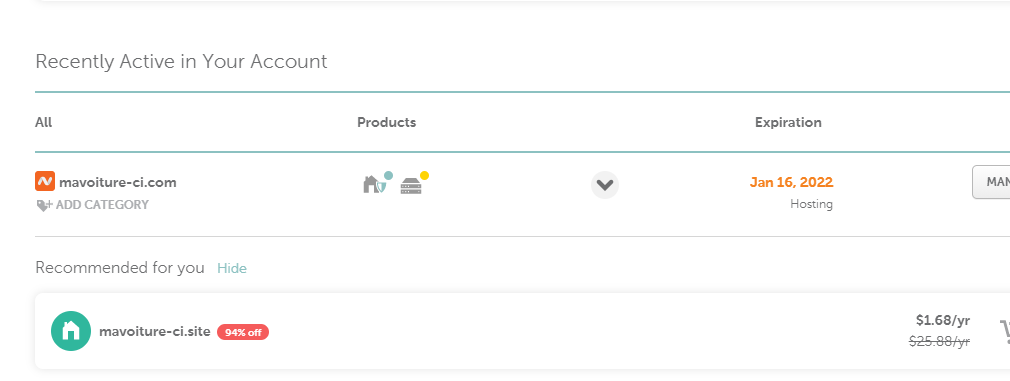 Recently Active in Your Account
All Products Expiration
mavoiture-ci.com Jan 16, 2022
ADD CATEGORY Hosting
Recommended for you Hide
mavoiture-ci.site 94% off $1.68/yr
$25.88/yr